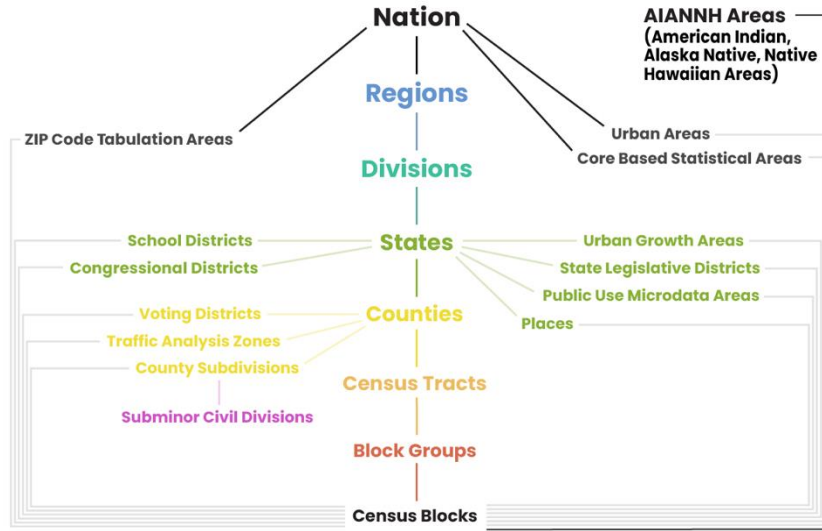 Nation
AIANNH Areas
(American Indian,
Alaska Native, Native
Hawaiian Areas)
Regions
ZIP Code Tabulation Areas
Urban Areas
Core Based Statistical Areas
Divisions
School Districts
States
Urban Growth Areas
Congressional Districts
State Legislative Districts
Public Use Microdata Areas
Voting Districts
Counties
Places
Traffic Analysis Zones
County Subdivisions
Census Tracts
Subminor Civil Divisions
Block Groups
Census Blocks